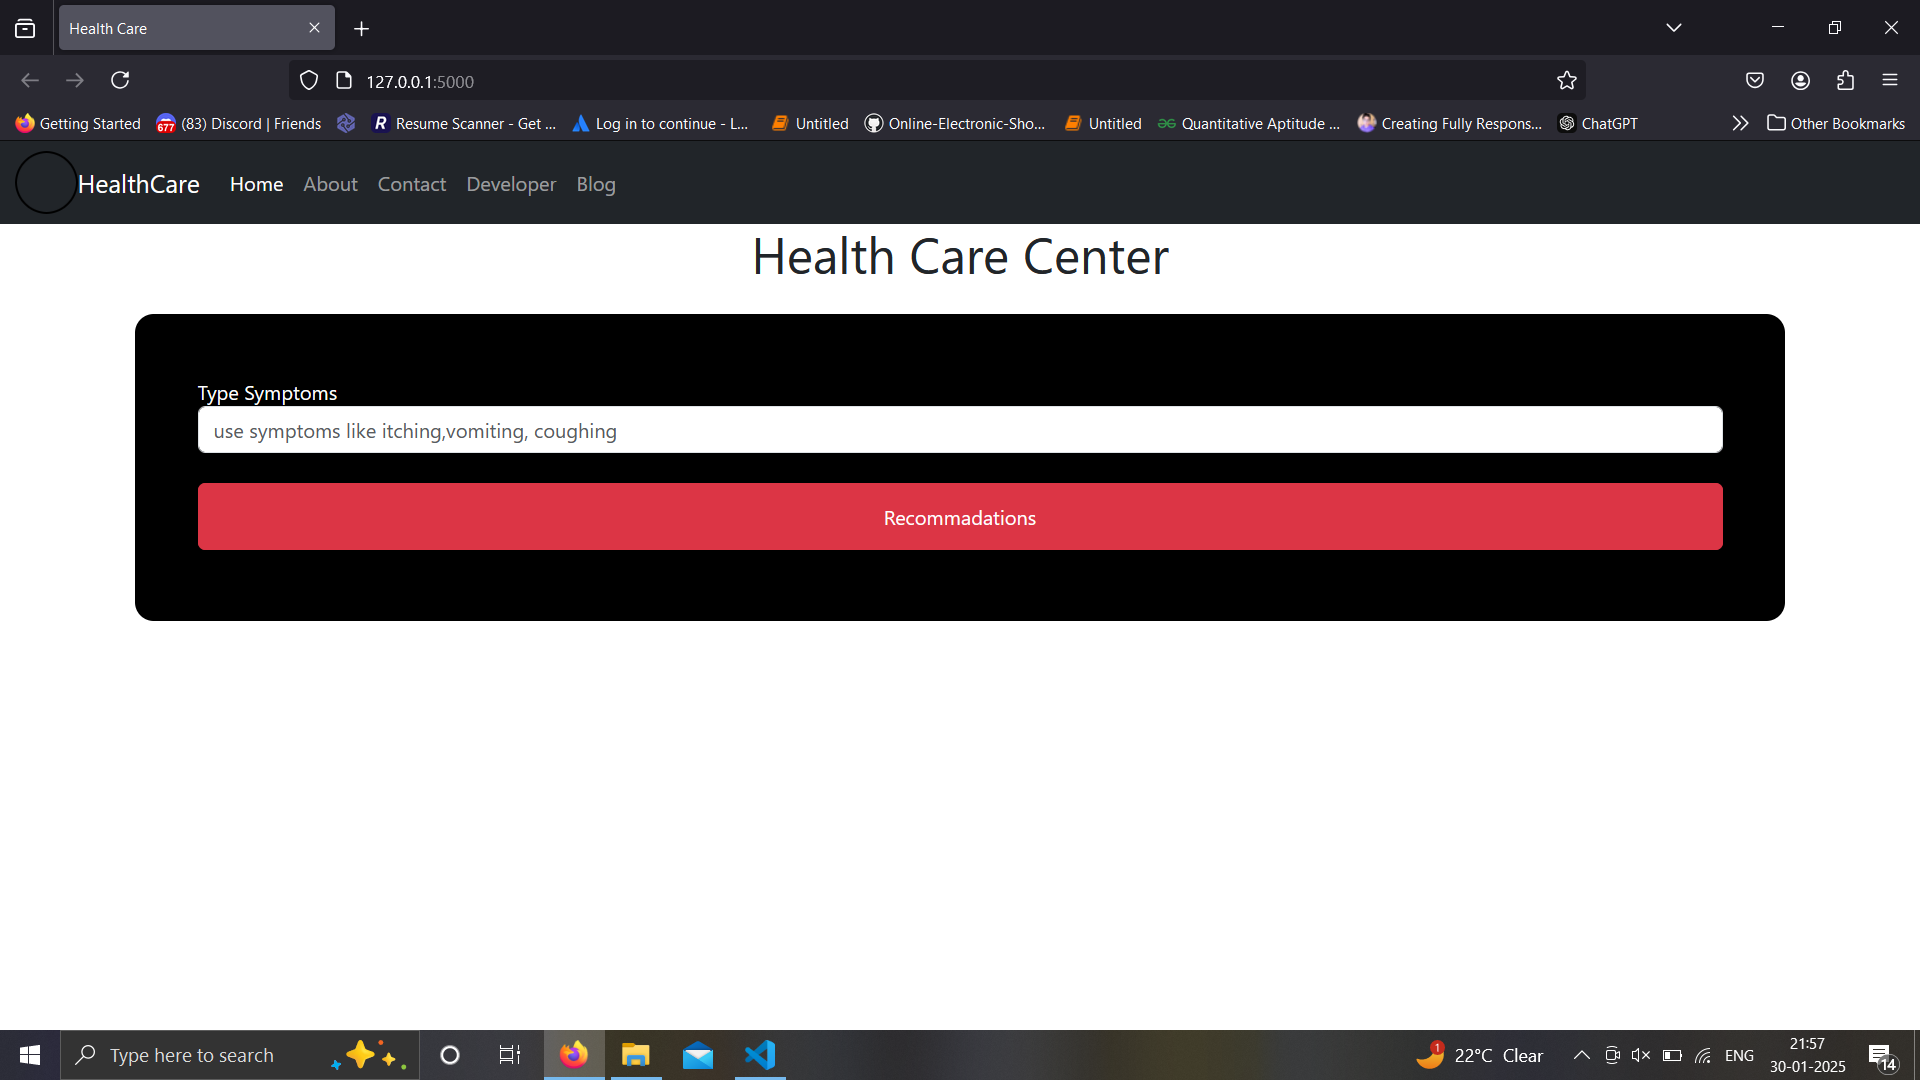 Health Care
127.0.0.1:5000
Getting Started (83) Discord | Friends Resume Scanner - Get ... Log in to continue - L... Untitled Online-Electronic-Sho... Untitled Quantitative Aptitude ... Creating Fully Respons... ChatGPT Other Bookmarks
677 R
HealthCare Home About Contact Developer Blog
Health Care Center
Type Symptoms
use symptoms like itching,vomiting, coughing
Recommadations
Type here to search 1 22°C Clear ENG 21:57
30-01-2025 14